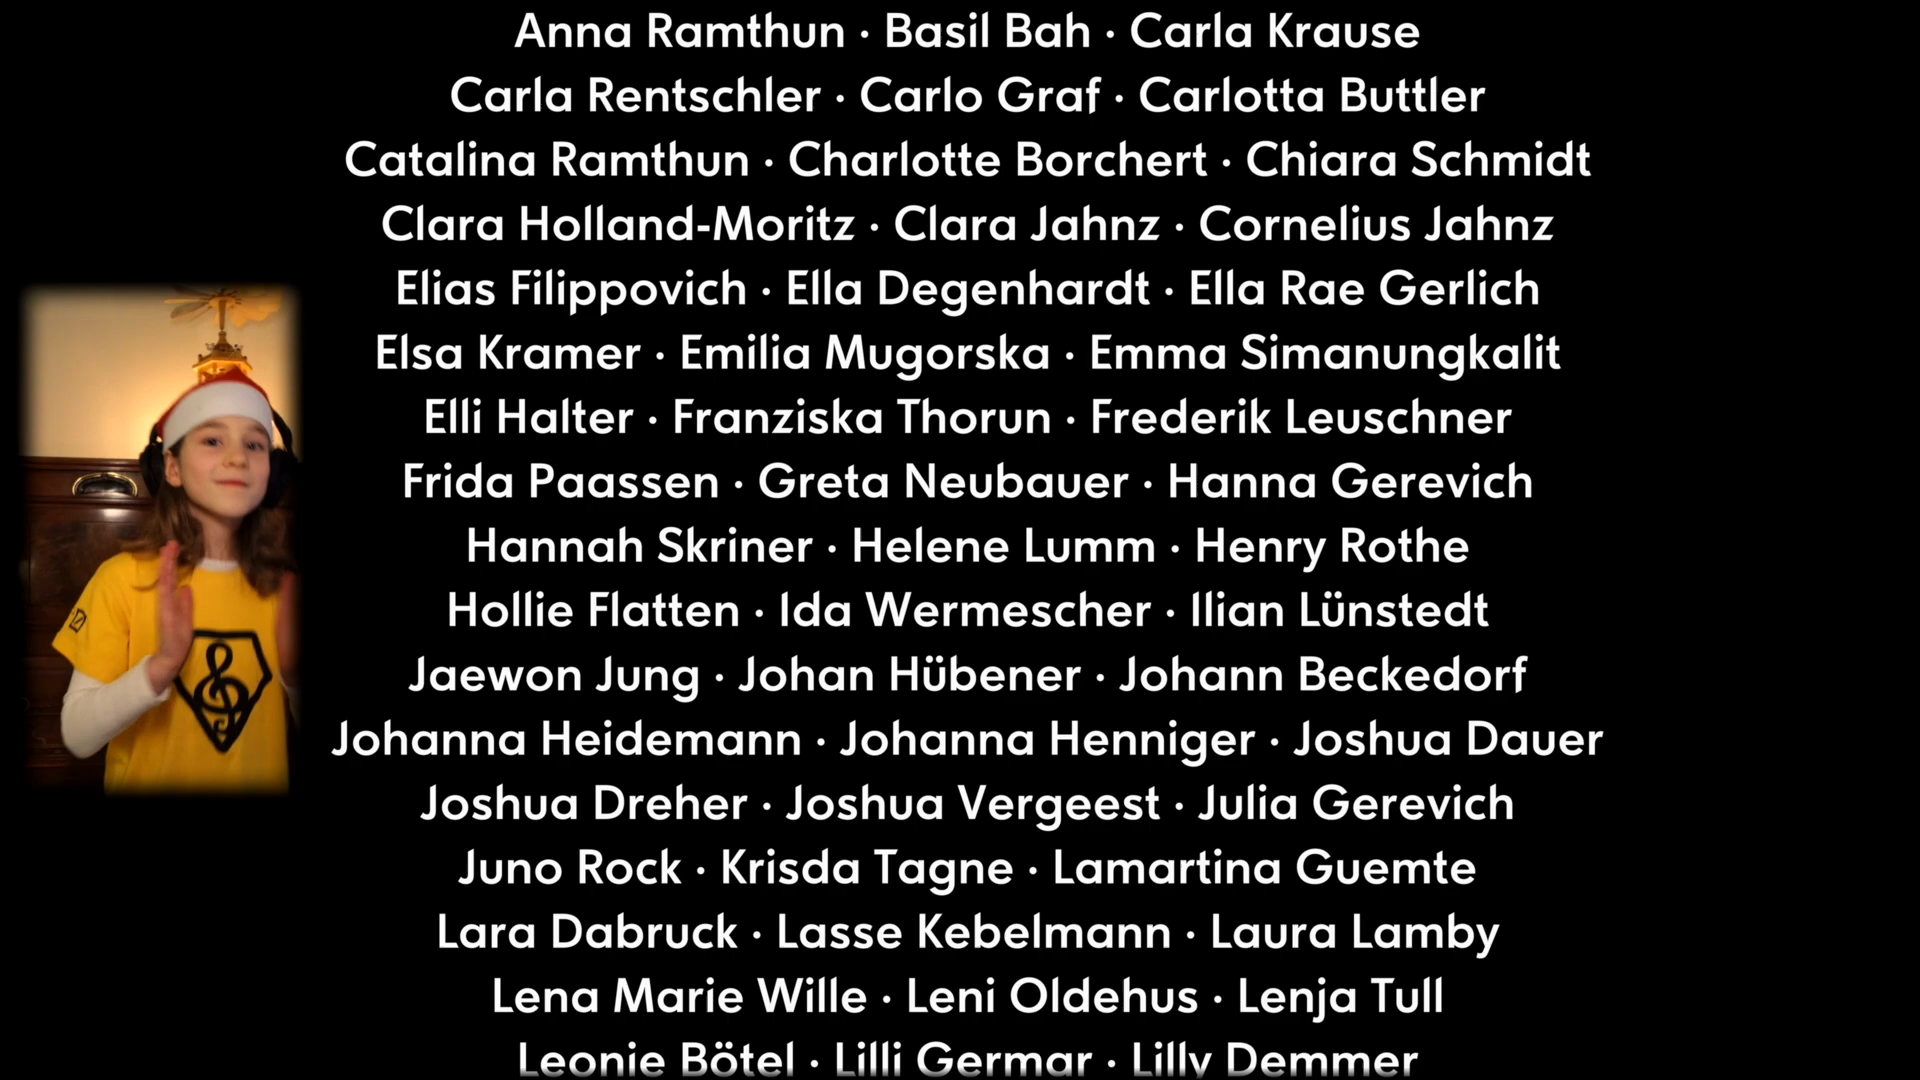 Anna Ramthun · Basil Bah · Carla Krause
Carla Rentschler · Carlo Graf · Carlotta Buttler
Catalina Ramthun · Charlotte Borchert · Chiara Schmidt
Clara Holland-Moritz · Clara Jahnz · Cornelius Jahnz
Elias Filippovich · Ella Degenhardt · Ella Rae Gerlich
Elsa Kramer · Emilia Mugorska · Emma Simanungkalit
Elli Halter · Franziska Thorun · Frederik Leuschner
Frida Paassen · Greta Neubauer · Hanna Gerevich
Hannah Skriner · Helene Lumm · Henry Rothe
Hollie Flatten · Ida Wermescher · Ilian Lünstedt
Jaewon Jung · Johan Hübener · Johann Beckedorf
Johanna Heidemann · Johanna Henniger · Joshua Dauer
Joshua Dreher · Joshua Vergeest · Julia Gerevich
Juno Rock · Krisda Tagne · Lamartina Guemte
Lara Dabruck · Lasse Kebelmann · Laura Lamby
Lena Marie Wille · Leni Oldehus · Lenja Tull
Leonie Bötel · Lilli Germar · Lilly Demmer